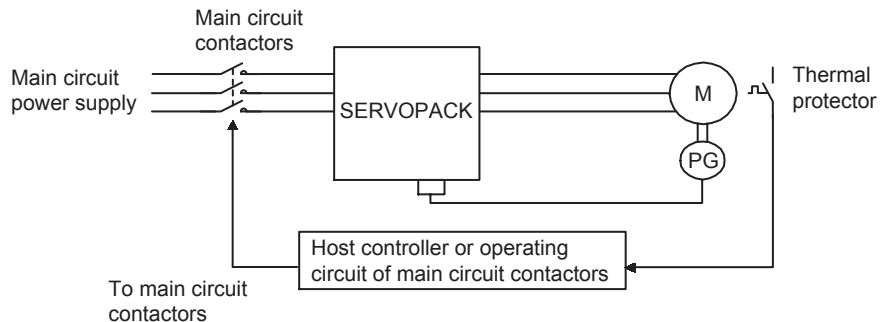 Main circuit
contactors
Main circuit
power supply
SERVOPACK
M
Thermal
protector
PG
Host controller or operating
circuit of main circuit contactors
To main circuit
contactors